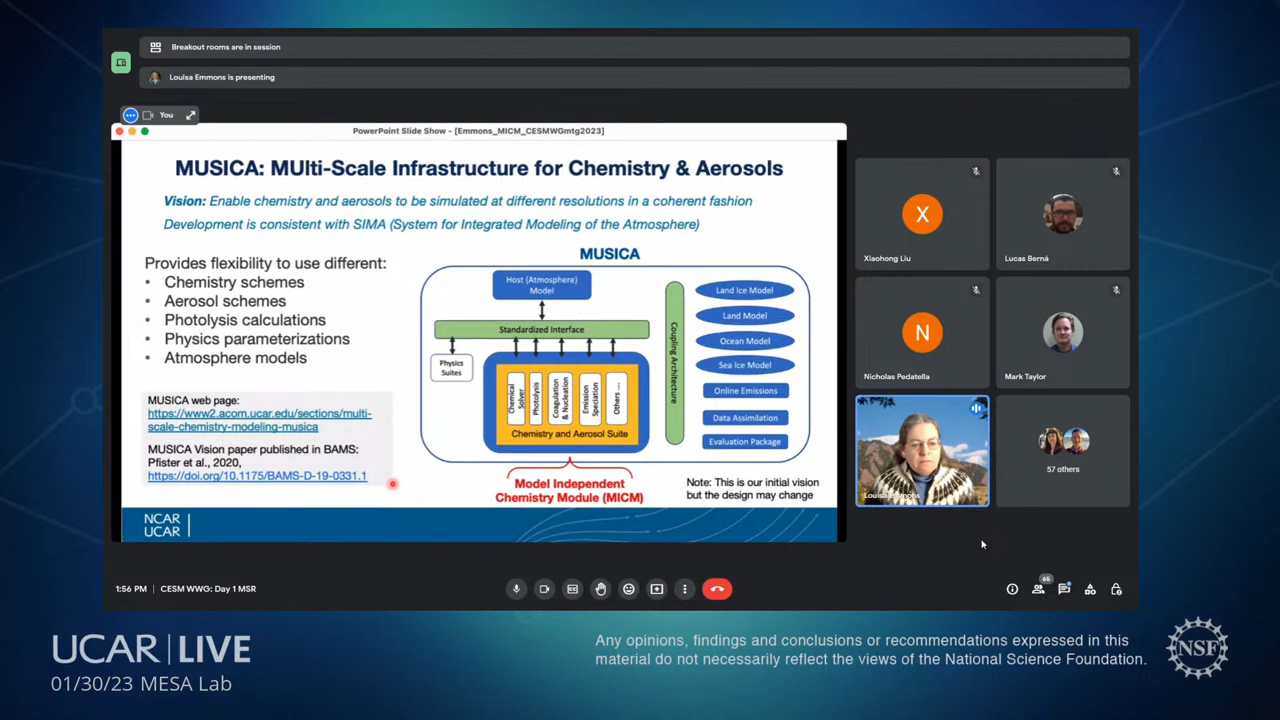 Breakout rooms are in session
Louisa Emmons is presenting
You
PowerPoint Slide Show - [Emmons_MICM_CESMWGmtg2023]
MUSICA: MUlti-Scale Infrastructure for Chemistry & Aerosols
Vision: Enable chemistry and aerosols to be simulated at different resolutions in a coherent fashion
Development is consistent with SIMA (System for Integrated Modeling of the Atmosphere)
Provides flexibility to use different:
• Chemistry schemes
• Aerosol schemes
• Photolysis calculations
• Physics parameterizations
• Atmosphere models
MUSICA web page:
https://www2.acom.ucar.edu/sections/multi-
scale-chemistry-modeling-musica
MUSICA Vision paper published in BAMS:
Pfister et al., 2020,
https://doi.org/10.1175/BAMS-D-19-0331.1
MUSICA
Host (Atmosphere)
Model
Standardized Interface
Physics
Suites
Chemical
Solver
Photolysis
Coagulation
& Nucleation
Emission
Speciation
Others ....
Chemistry and Aerosol Suite
Coupling Architecture
Land Ice Model
Land Model
Ocean Model
Sea Ice Model
Online Emissions
Data Assimilation
Evaluation Package
Model Independent
Chemistry Module (MICM)
Note: This is our initial vision
but the design may change
NCAR
UCAR
X
Xiaohong Liu
Lucas Berná
N
Nicholas Pedatella
Mark Taylor
Louisa Emmons
57 others
1:56 PM | CESM WWG: Day 1 MSR
65
UCAR | LIVE
01/30/23 MESA Lab
Any opinions, findings and conclusions or recommendations expressed in this
material do not necessarily reflect the views of the National Science Foundation.
NSF